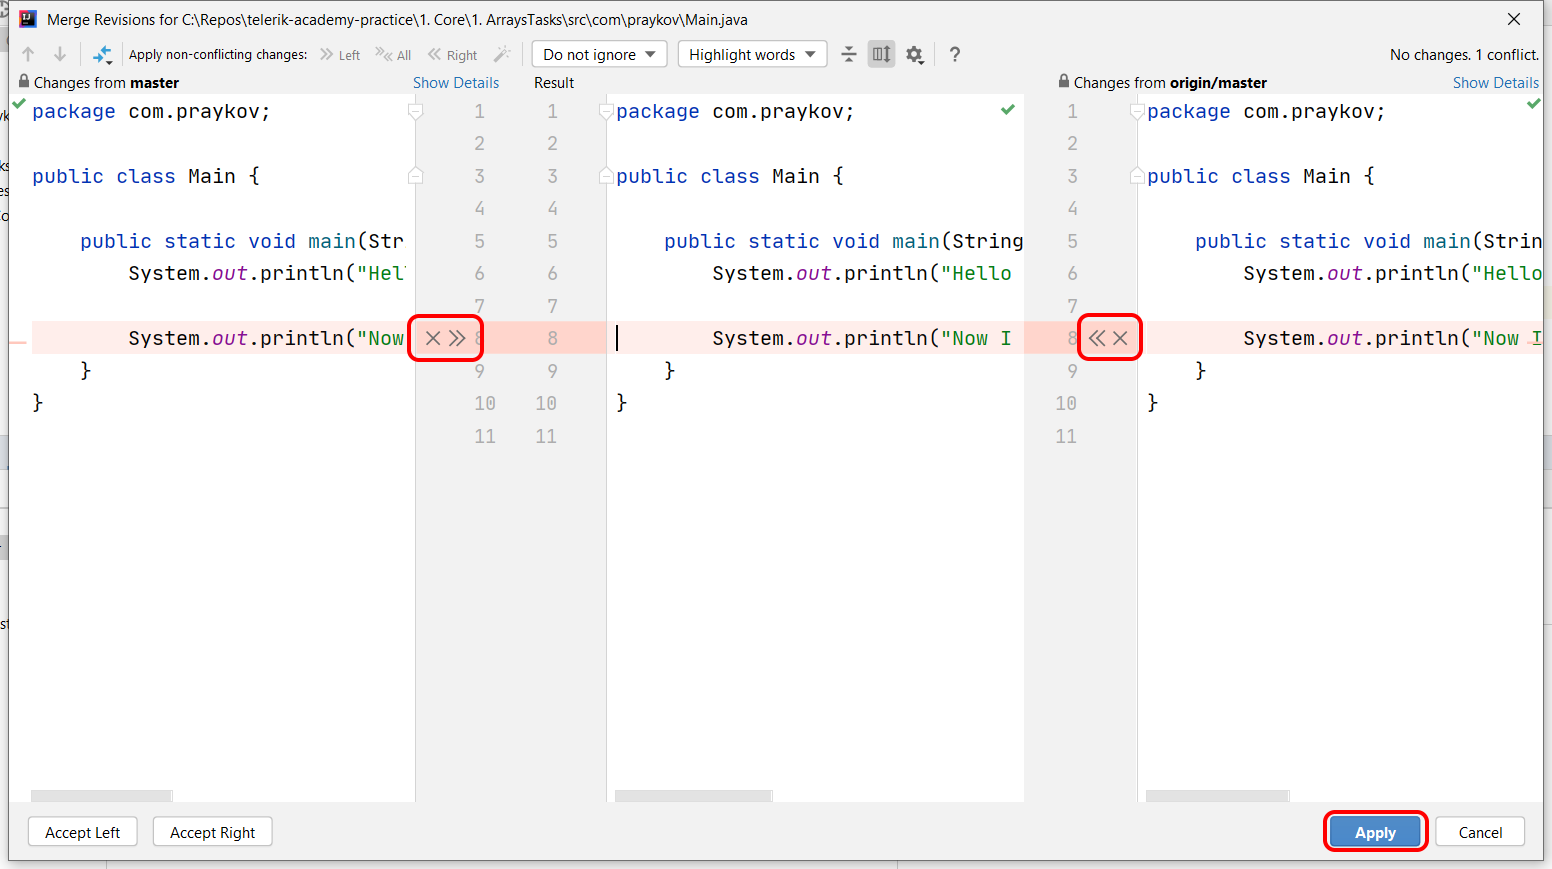 Merge Revisions for C:\Repos\telerik-academy-practice\1. Core\1. ArraysTasks\src\com\praykov\Main.java
Apply non-conflicting changes: Left All Right Do not ignore Highlight words ? No changes. 1 conflict.
Changes from master Show Details Result Changes from origin/master Show Details
package com.praykov; 1 1 package com.praykov; 1 package com.praykov;
2 2 2
public class Main { 3 3 public class Main { 3 public class Main {
4 4 4
public static void main(Str 5 5 public static void main(String 5 public static void main(Strin
System.out.println("Hel 6 6 System.out.println("Hello 6 System.out.println("Hello
7 7 7
System.out.println("Now 8 8 System.out.println("Now I 8 System.out.println("Now I
} 9 9 } 9 }
} 10 10 } 10 }
11 11 11
Accept Left Accept Right Apply Cancel